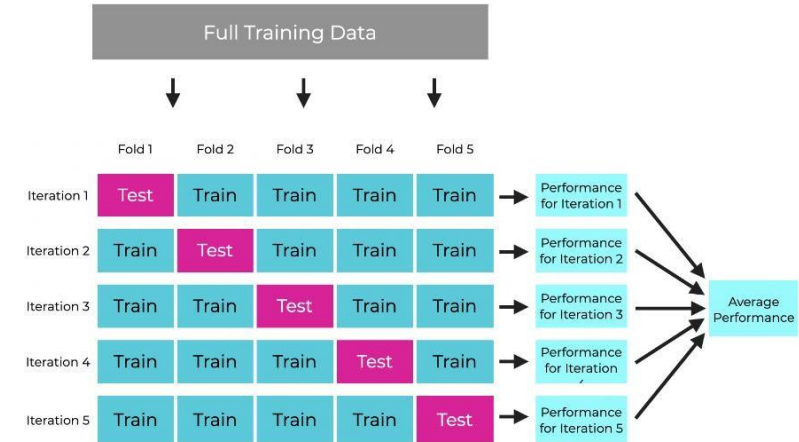 Full Training Data
Fold 1 Fold 2 Fold 3 Fold 4 Fold 5
Iteration 1 Test Train Train Train Train Performance
for Iteration 1
Iteration 2 Train Test Train Train Train Performance
for Iteration 2
Iteration 3 Train Train Test Train Train Performance
for Iteration 3
Average
Performance
Iteration 4 Train Train Train Test Train Performance
for Iteration
Iteration 5 Train Train Train Train Test Performance
for Iteration 5